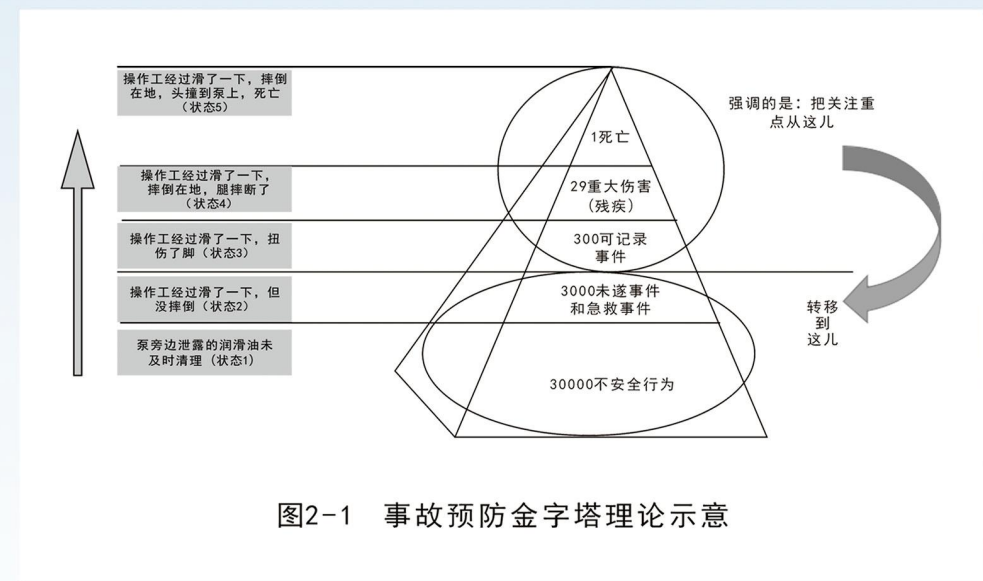 操作工经过滑了一下，摔倒
在地，头撞到泵上，死亡
（状态5）
操作工经过滑了一下，
摔倒在地，腿摔断了
（状态4）
操作工经过滑了一下，扭
伤了脚（状态3）
操作工经过滑了一下，但
没摔倒（状态2）
泵旁边泄露的润滑油未
及时清理（状态1）
1死亡
29重大伤害
（残疾）
300可记录
事件
3000未遂事件
和急救事件
30000不安全行为
强调的是：把关注重
点从这儿
转移
到
这儿
图2-1 事故预防金字塔理论示意